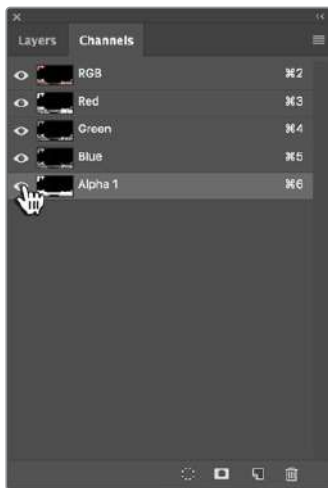 Layers Channels
RGB ⌘2
Red ⌘3
Green ⌘4
Blue ⌘5
Alpha 1 ⌘6